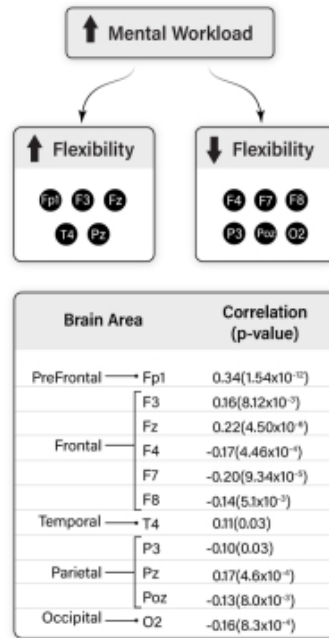 Mental Workload
Flexibility
Flexibility
Fp1 F3 Fz
T4 Pz
F4 F7 F8
P3 Poz O2
Brain Area Correlation (p-value)
PreFrontal Fp1 0.34(1.54x10⁻¹²)
F3 0.16(8.12x10⁻³)
Fz 0.22(4.50x10⁻⁶)
Frontal F4 -0.17(4.46x10⁻⁴)
F7 -0.20(9.34x10⁻⁵)
F8 -0.14(5.1x10⁻³)
Temporal T4 0.11(0.03)
P3 -0.10(0.03)
Parietal Pz 0.17(4.6x10⁻⁴)
Poz -0.13(8.0x10⁻³)
Occipital O2 -0.16(8.3x10⁻⁴)